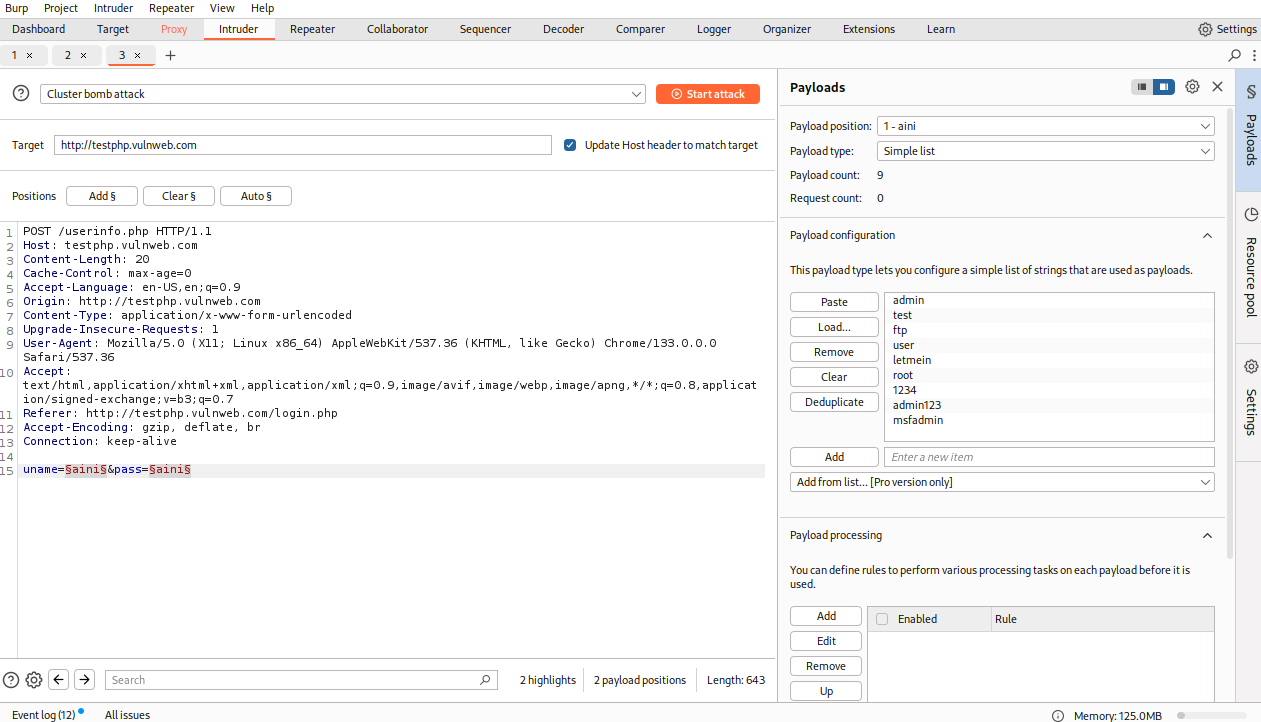 Burp Project Intruder Repeater View Help
Dashboard Target Proxy Intruder Repeater Collaborator Sequencer Decoder Comparer Logger Organizer Extensions Learn Settings
1 × 2 × 3 × +
Cluster bomb attack
Start attack
Target http://testphp.vulnweb.com Update Host header to match target
Positions Add § Clear § Auto §
1 POST /userinfo.php HTTP/1.1
2 Host: testphp.vulnweb.com
3 Content-Length: 20
4 Cache-Control: max-age=0
5 Accept-Language: en-US,en;q=0.9
6 Origin: http://testphp.vulnweb.com
7 Content-Type: application/x-www-form-urlencoded
8 Upgrade-Insecure-Requests: 1
9 User-Agent: Mozilla/5.0 (X11; Linux x86_64) AppleWebKit/537.36 (KHTML, like Gecko) Chrome/133.0.0.0
Safari/537.36
10 Accept:
text/html,application/xhtml+xml,application/xml;q=0.9,image/avif,image/webp,image/apng,*/*;q=0.8,applicat
ion/signed-exchange;v=b3;q=0.7
11 Referer: http://testphp.vulnweb.com/login.php
12 Accept-Encoding: gzip, deflate, br
13 Connection: keep-alive
14
15 uname=§aini§&pass=§aini§
Search
2 highlights 2 payload positions Length: 643
Payloads
Payload position: 1 - aini
Payload type: Simple list
Payload count: 9
Request count: 0
Payload configuration
This payload type lets you configure a simple list of strings that are used as payloads.
Paste
Load...
Remove
Clear
Deduplicate
admin
test
ftp
user
letmein
root
1234
admin123
msfadmin
Add Enter a new item
Add from list... [Pro version only]
Payload processing
You can define rules to perform various processing tasks on each payload before it is
used.
Add
Edit
Remove
Up
Enabled Rule
§ Payloads
Resource pool
Settings
Event log (12) All issues
Memory: 125.0MB